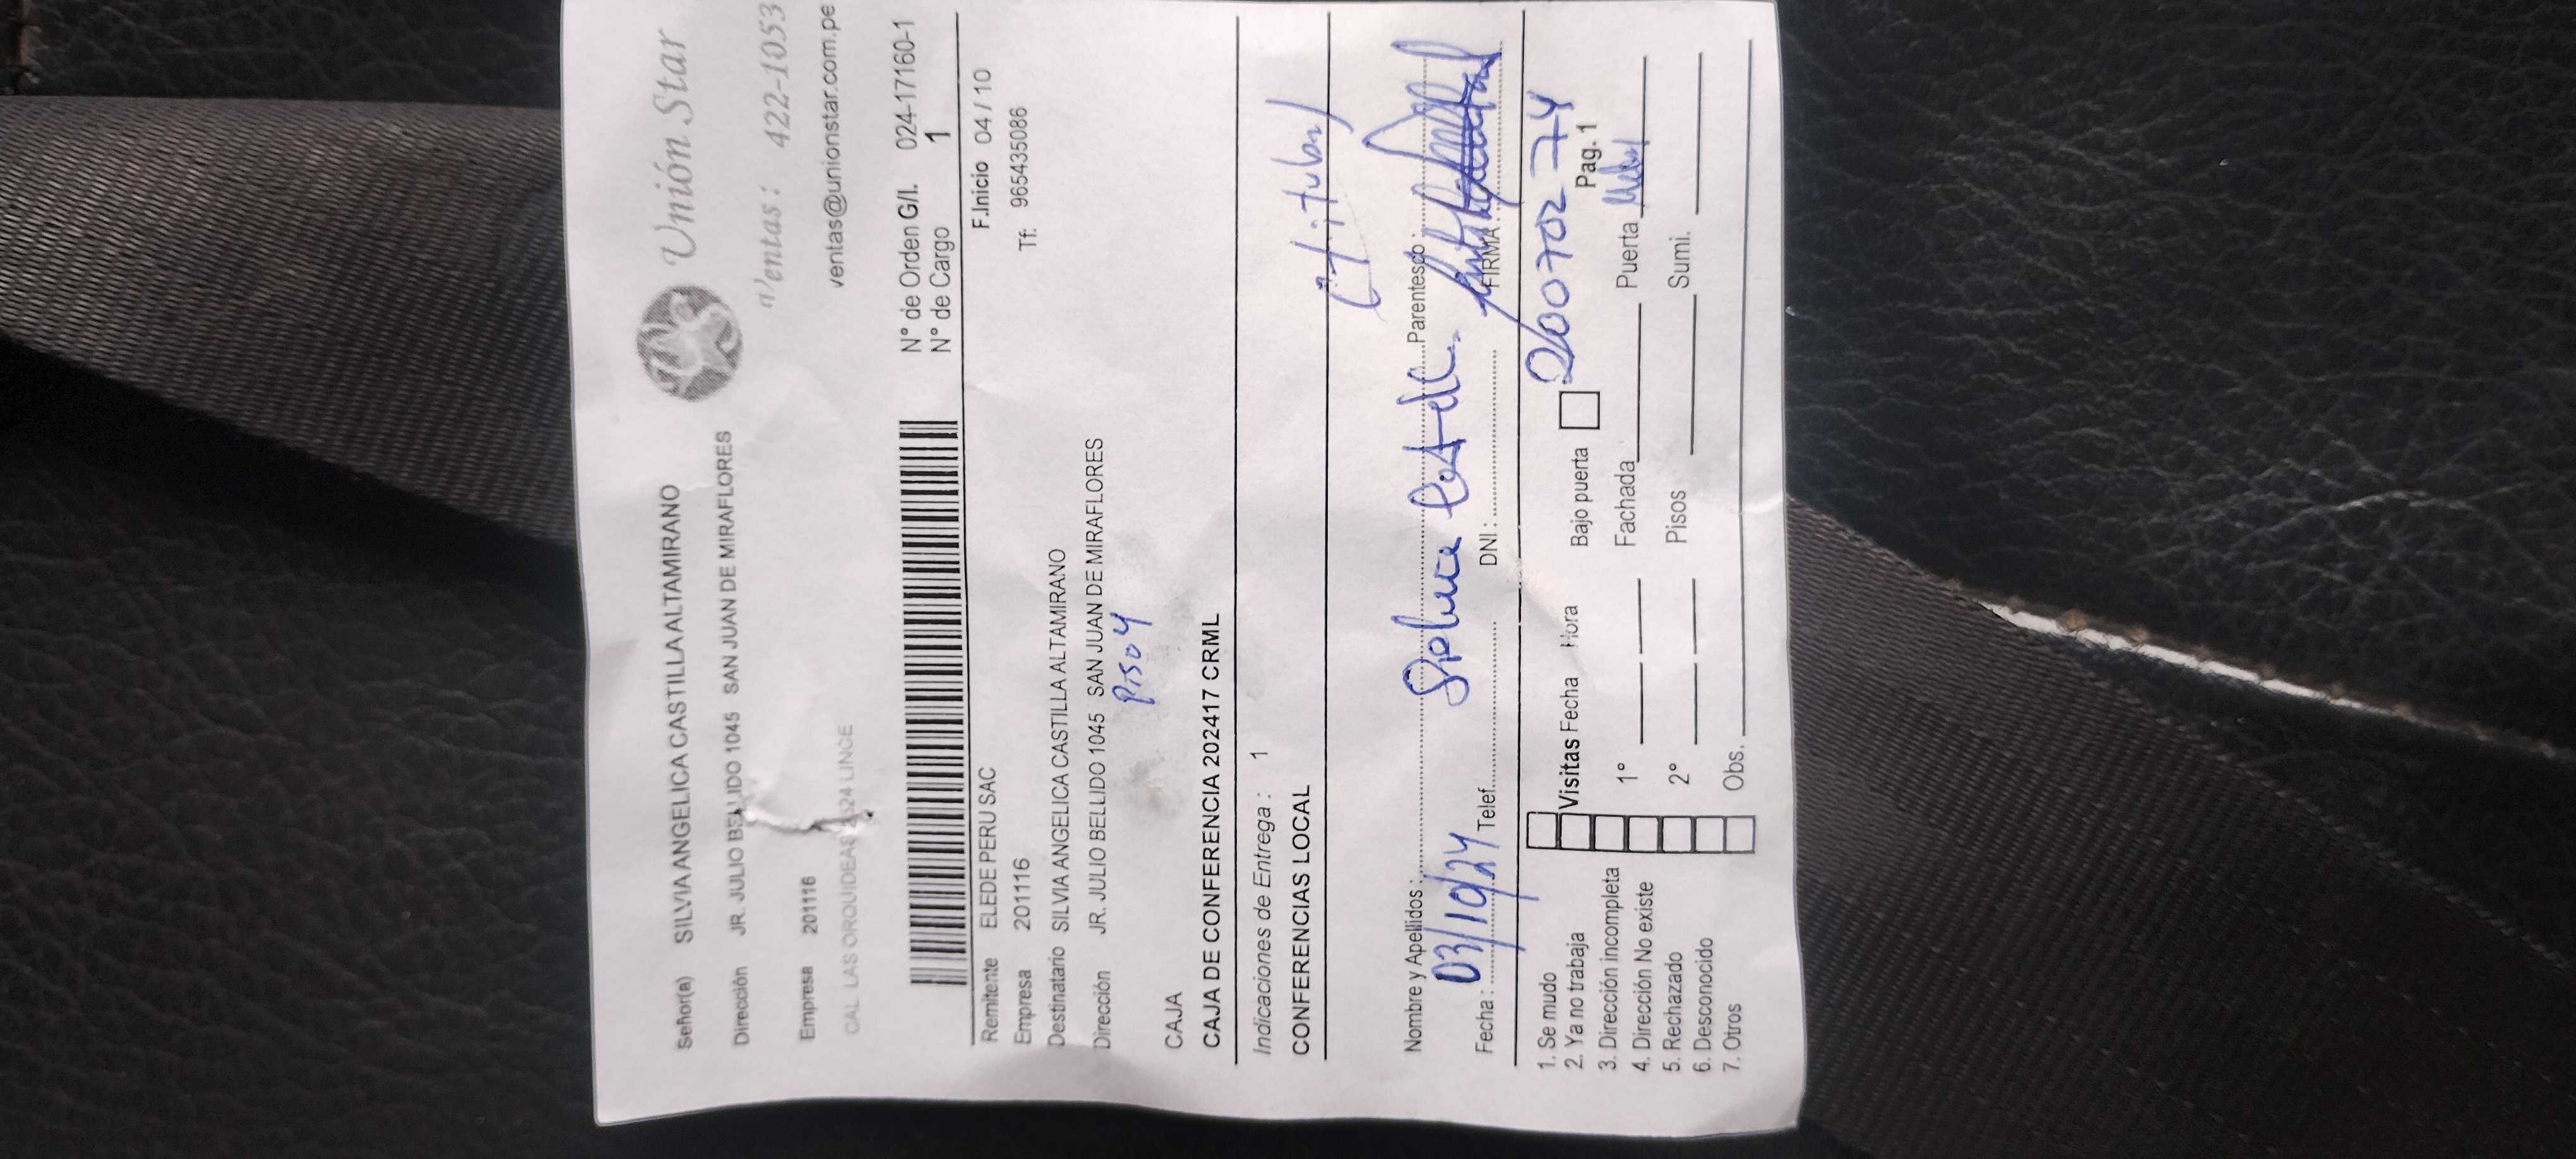 Unión Star
Ventas : 422-1053
ventas@unionstar.com.pe
Señor(a) SILVIA ANGELICA CASTILLA ALTAMIRANO
Dirección JR. JULIO BELLIDO 1045 SAN JUAN DE MIRAFLORES
Empresa 201116
CAL LAS ORQUIDEAS 2624 LINCE
N° de Orden G/I. 024-17160-1
N° de Cargo 1
Remitente ELEDE PERU SAC F.Inicio 04 / 10
Empresa 201116 Tf: 965435086
Destinatario SILVIA ANGELICA CASTILLA ALTAMIRANO
Dirección JR. JULIO BELLIDO 1045 SAN JUAN DE MIRAFLORES
Piso 4
CAJA
CAJA DE CONFERENCIA 202417 CRML
Indicaciones de Entrega : 1
CONFERENCIAS LOCAL
(titular)
Nombre y Apellidos : Parentesco :
Fecha : 03/10/24 Telef. DNI : FIRMA :
20070274
1. Se mudo
2. Ya no trabaja
3. Dirección incompleta
4. Dirección No existe
5. Rechazado
6. Desconocido
7. Otros
Visitas Fecha Hora Bajo puerta Pag. 1
1° Fachada Puerta
2° Pisos Sumi.
Obs.